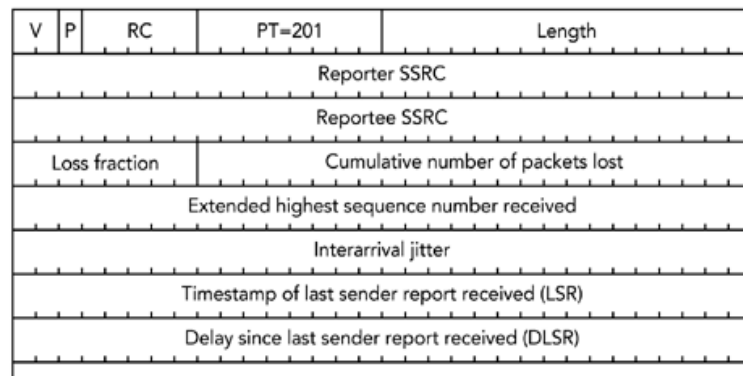 V P RC PT=201 Length
Reporter SSRC
Reportee SSRC
Loss fraction Cumulative number of packets lost
Extended highest sequence number received
Interarrival jitter
Timestamp of last sender report received (LSR)
Delay since last sender report received (DLSR)